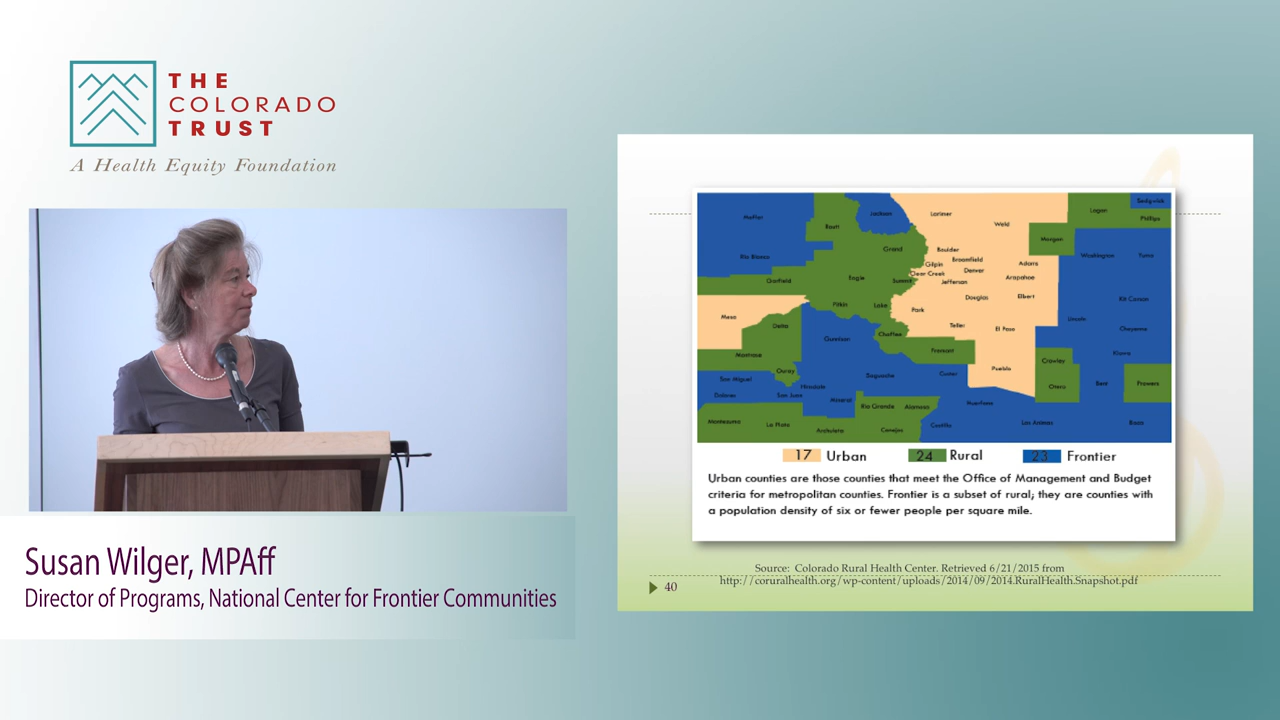 THE
COLORADO
TRUST
A Health Equity Foundation
Susan Wilger, MPAff
Director of Programs, National Center for Frontier Communities
Moffat
Jackson
Larimer
Logan
Sedgwick
Phillips
Routt
Weld
Morgan
Rio Blanco
Grand
Boulder
Broomfield
Gilpin
Adams
Washington
Yuma
Clear Creek
Denver
Arapahoe
Garfield
Eagle
Summit
Jefferson
Douglas
Elbert
Kit Carson
Pitkin
Lake
Park
Mesa
Delta
Teller
El Paso
Lincoln
Cheyenne
Gunnison
Chaffee
Fremont
Kiowa
Montrose
Crowley
Ouray
Saguache
Custer
Pueblo
San Miguel
Hinsdale
Otero
Bent
Prowers
Dolores
San Juan
Mineral
Rio Grande
Alamosa
Huerfano
Montezuma
La Plata
Archuleta
Conejos
Costilla
Las Animas
Baca
17 Urban 24 Rural 23 Frontier
Urban counties are those counties that meet the Office of Management and Budget
criteria for metropolitan counties. Frontier is a subset of rural; they are counties with
a population density of six or fewer people per square mile.
Source: Colorado Rural Health Center. Retrieved 6/21/2015 from
http://coruralhealth.org/wp-content/uploads/2014/09/2014.RuralHealth.Snapshot.pdf
40